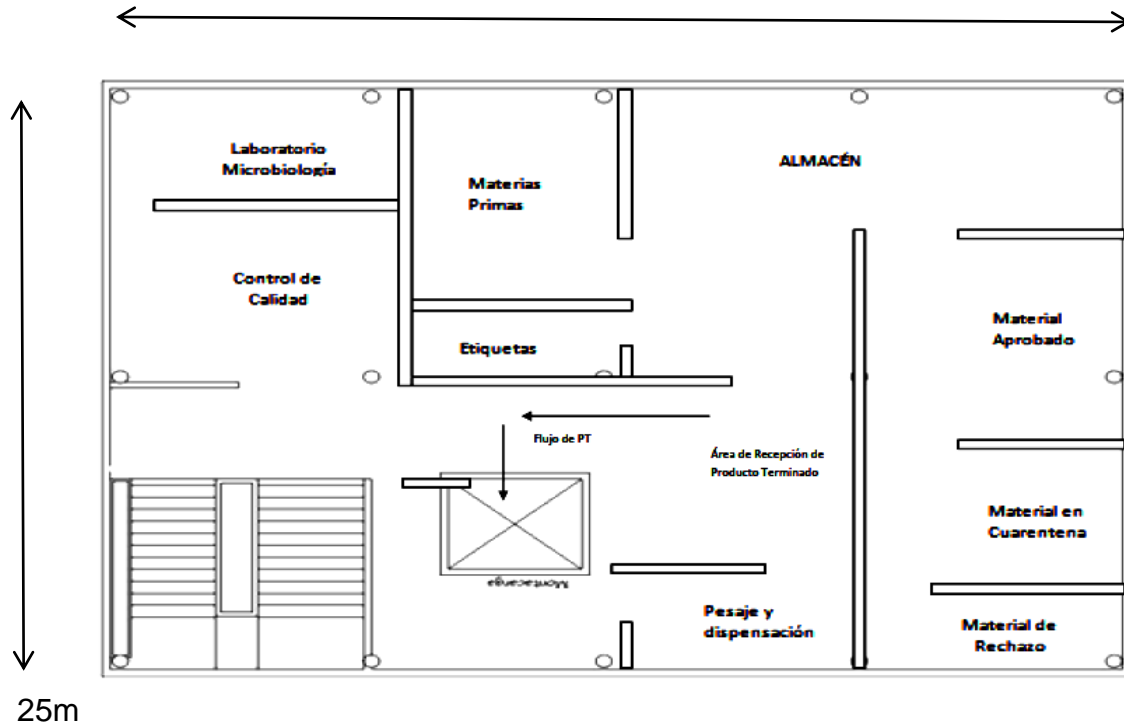 Laboratorio
Microbiología
Materias
Primas
ALMACÉN
Control de
Calidad
Material
Aprobado
Etiquetas
Flujo de PT
Área de Recepción de
Producto Terminado
Material en
Cuarentena
Montacarga
Pesaje y
dispensación
Material de
Rechazo
25m